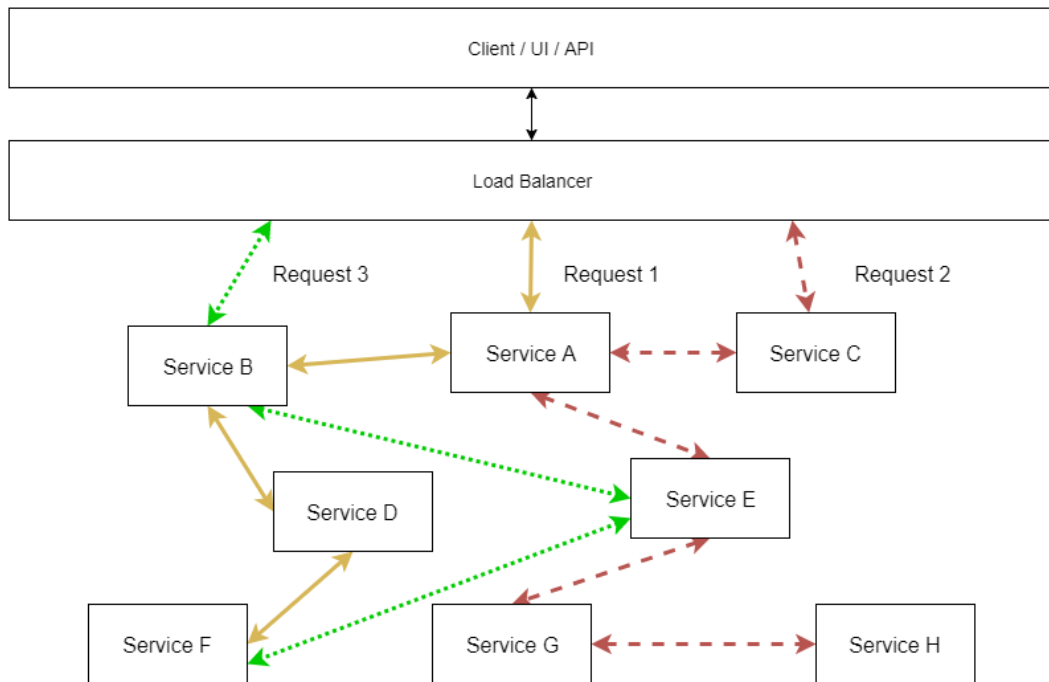 Client / UI / API
Load Balancer
Request 3
Request 1
Request 2
Service B
Service A
Service C
Service D
Service E
Service F
Service G
Service H